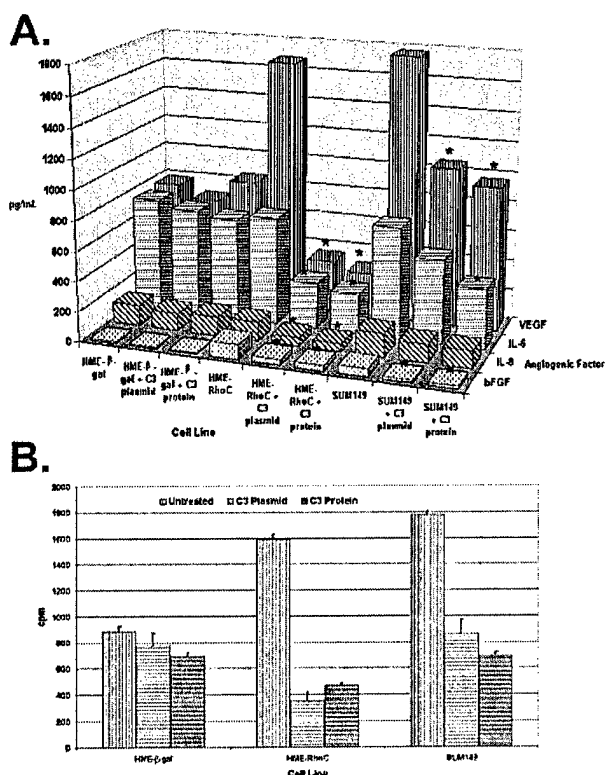 A.
1800
1600
1400
1200
1000
800
600
400
200
0
pg/mL
HME-β-gal
HME-β-gal + C3 plasmid
HME-β-gal + C3 protein
HME-RhoC
HME-RhoC + C3 plasmid
HME-RhoC + C3 protein
SUM149
SUM149 + C3 plasmid
SUM149 + C3 protein
Cell Line
VEGF
IL-6
IL-8
bFGF
Angiogenic Factor
* * * * * *
B.
2000
1800
1600
1400
1200
1000
800
600
400
200
0
cpm
Untreated C3 Plasmid C3 Protein
HME-β-gal HME-RhoC SUM149
Cell Line